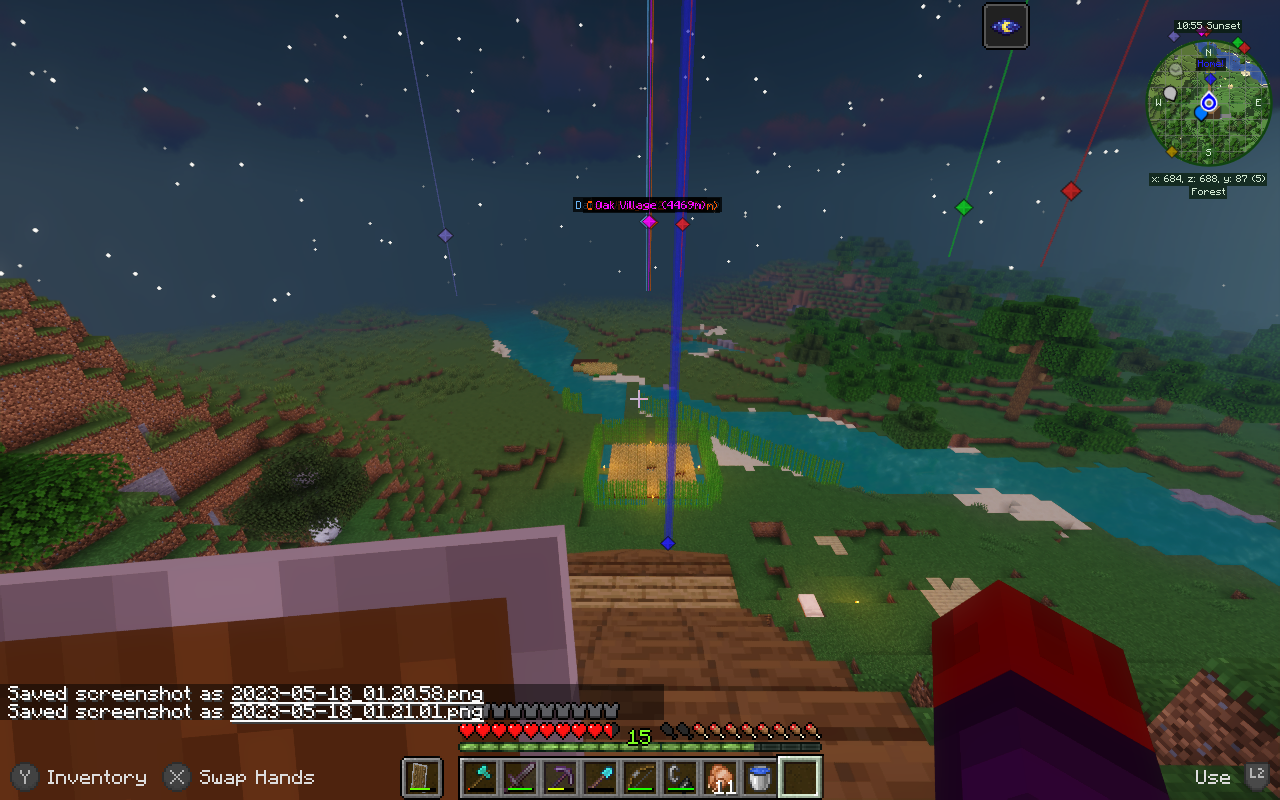 10:55 Sunset
N
W
E
S
x: 684, z: 688, y: 87 (5)
Forest
D C Oak Village (4469m)m)
Saved screenshot as 2023-05-18_01.20.58.png
Saved screenshot as 2023-05-18_01.21.01.png
15
11
Y Inventory X Swap Hands
Use L2